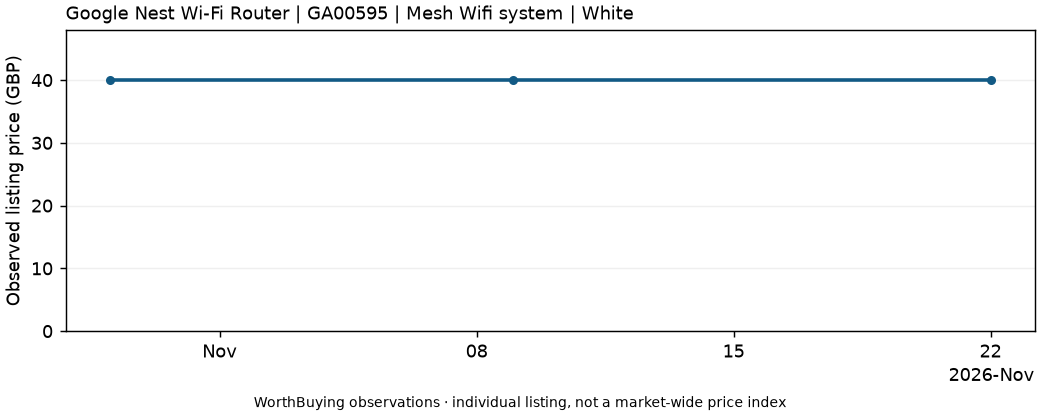 Google Nest Wi-Fi Router | GA00595 | Mesh Wifi system | White
Observed listing price (GBP)
40
30
20
10
0
Nov
08
15
22
2026-Nov
WorthBuying observations · individual listing, not a market-wide price index